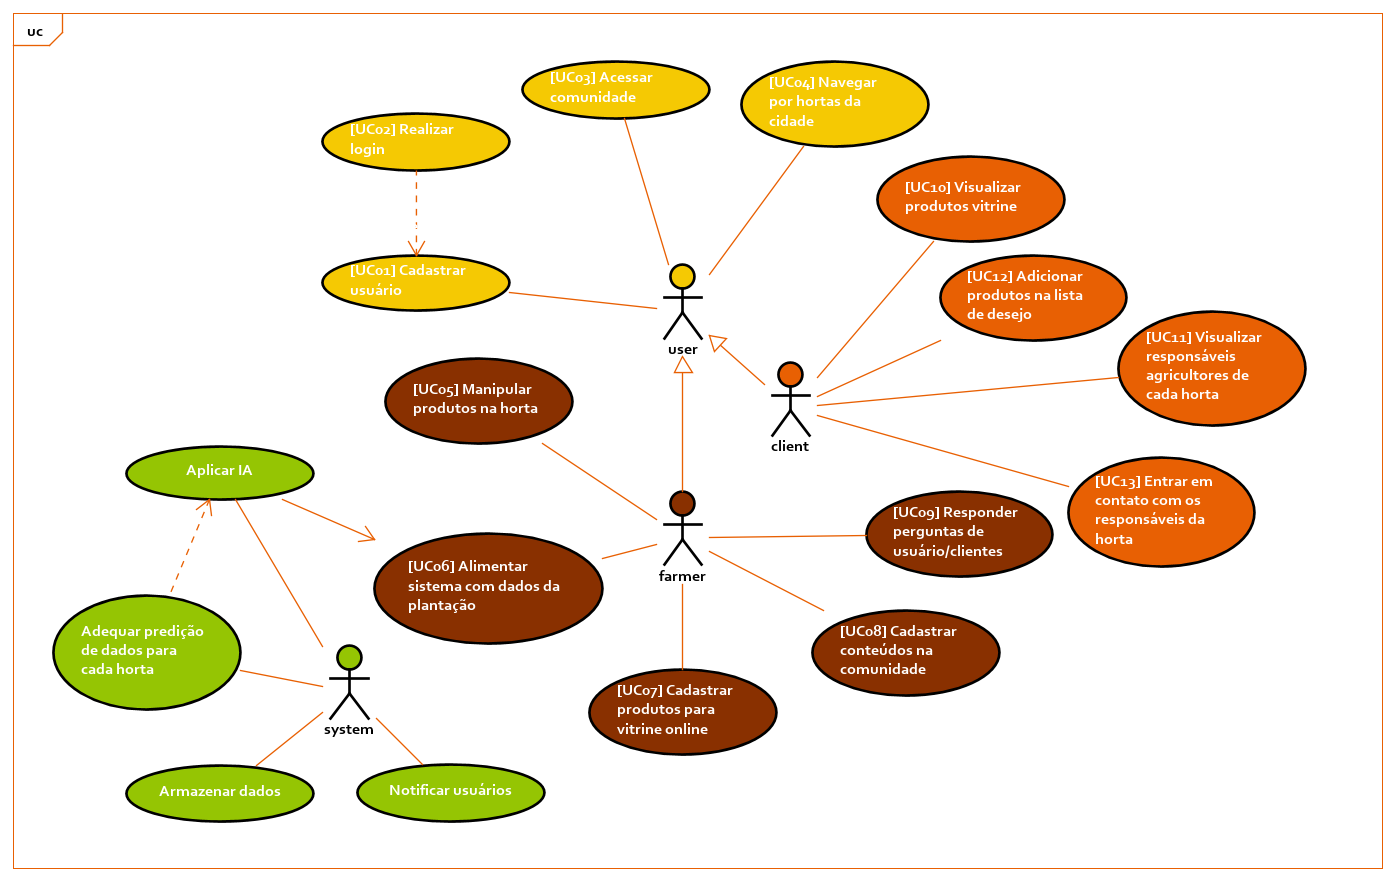 uc
[UC03] Acessar
comunidade
[UC04] Navegar
por hortas da
cidade
[UC02] Realizar
login
[UC10] Visualizar
produtos vitrine
[UC01] Cadastrar
usuário
[UC12] Adicionar
produtos na lista
de desejo
[UC11] Visualizar
responsáveis
agricultores de
cada horta
user
[UC05] Manipular
produtos na horta
client
Aplicar IA
[UC13] Entrar em
contato com os
responsáveis da
horta
[UC09] Responder
perguntas de
usuário/clientes
farmer
[UC06] Alimentar
sistema com dados da
plantação
Adequar predição
de dados para
cada horta
[UC08] Cadastrar
conteúdos na
comunidade
[UC07] Cadastrar
produtos para
vitrine online
system
Armazenar dados
Notificar usuários